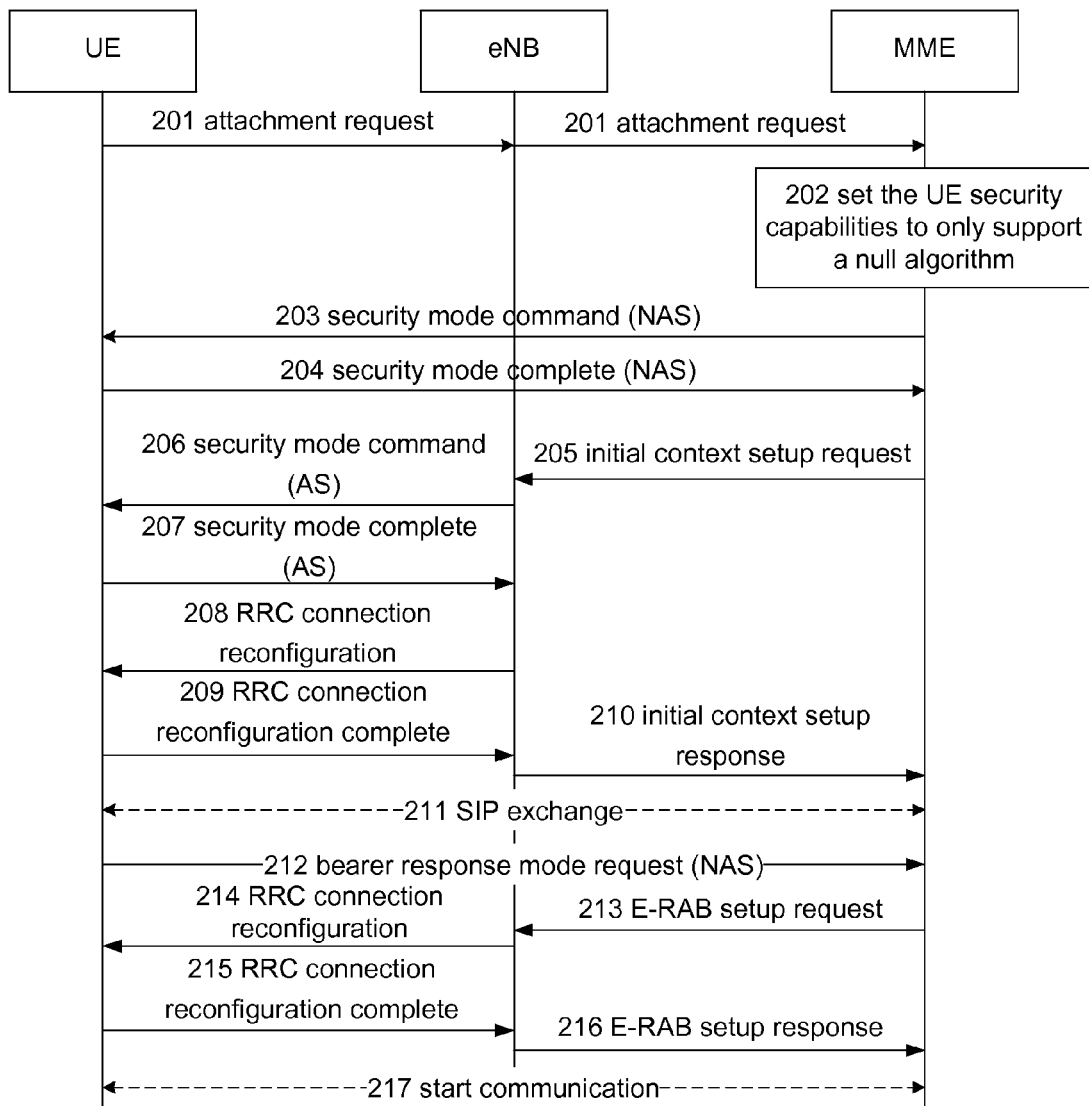 UE
eNB
MME
201 attachment request
201 attachment request
202 set the UE security
capabilities to only support
a null algorithm
203 security mode command (NAS)
204 security mode complete (NAS)
205 initial context setup request
206 security mode command
(AS)
207 security mode complete
(AS)
208 RRC connection
reconfiguration
209 RRC connection
reconfiguration complete
210 initial context setup
response
211 SIP exchange
212 bearer response mode request (NAS)
213 E-RAB setup request
214 RRC connection
reconfiguration
215 RRC connection
reconfiguration complete
216 E-RAB setup response
217 start communication